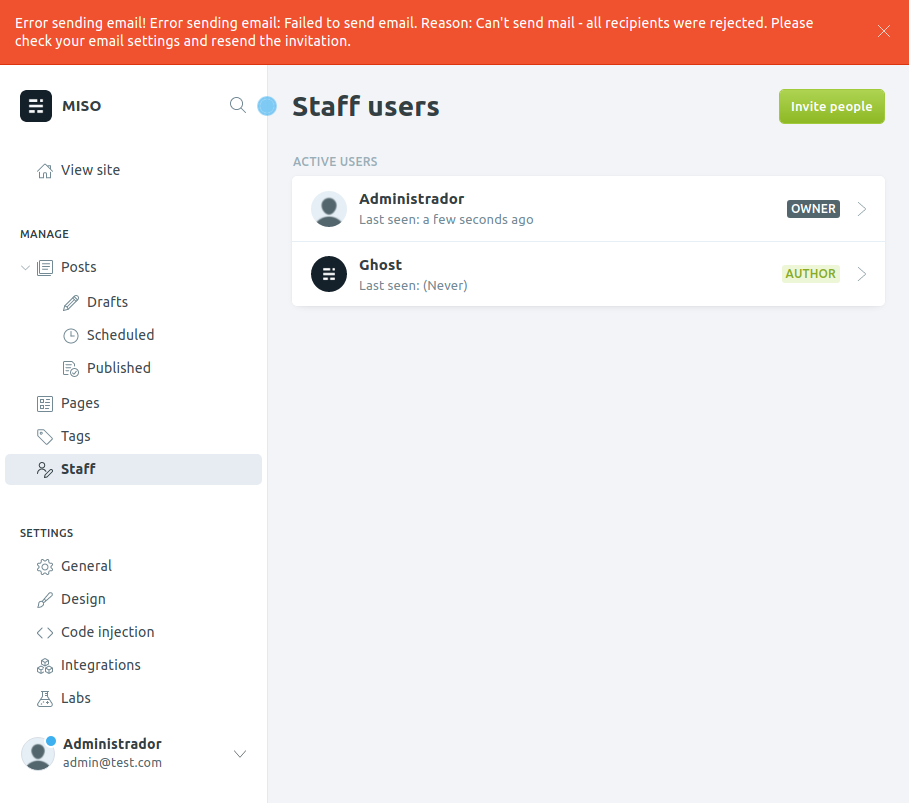 Error sending email! Error sending email: Failed to send email. Reason: Can't send mail - all recipients were rejected. Please
check your email settings and resend the invitation.
MISO
View site
MANAGE
Posts
Drafts
Scheduled
Published
Pages
Tags
Staff
SETTINGS
General
Design
Code injection
Integrations
Labs
Administrador
admin@test.com
Staff users
Invite people
ACTIVE USERS
Administrador
Last seen: a few seconds ago
OWNER
Ghost
Last seen: (Never)
AUTHOR